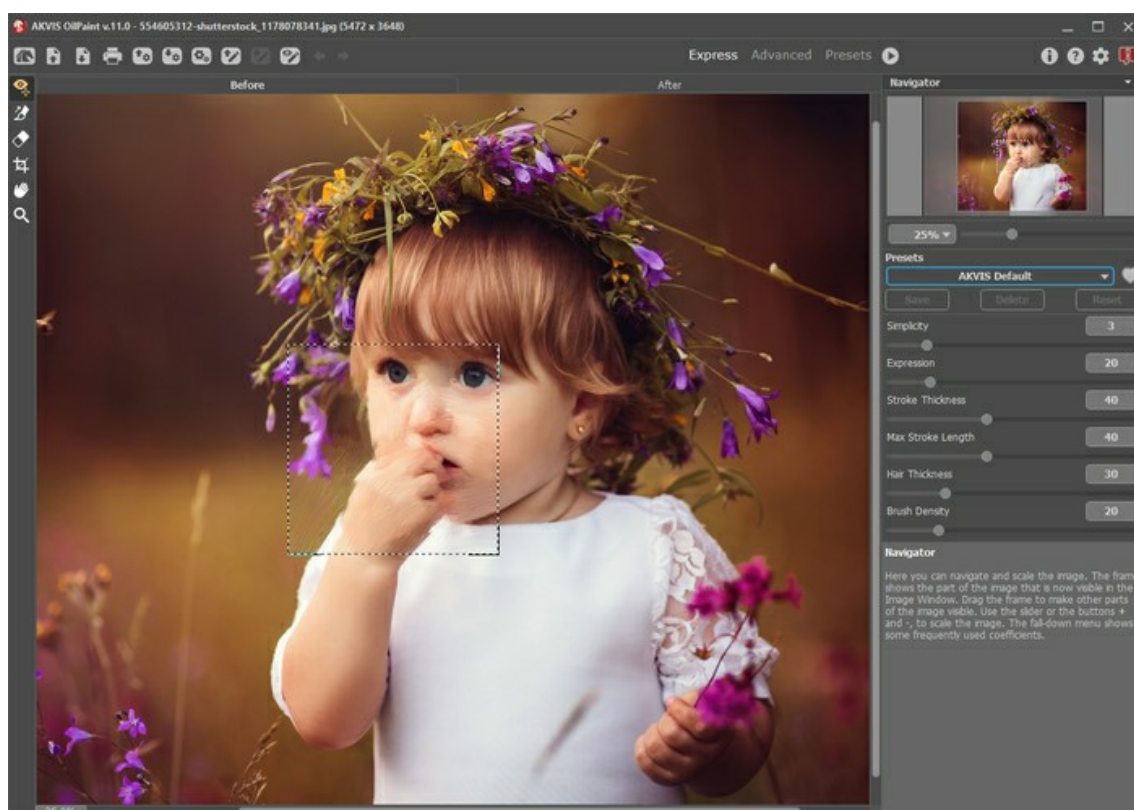 AKVIS OilPaint v.11.0 - 554605312-shutterstock_1178078341.jpg (5472 x 3648)
Express Advanced Presets
Before After
Navigator
25%
Presets
AKVIS Default
Save Delete Reset
Simplicity 3
Expression 20
Stroke Thickness 40
Max Stroke Length 40
Hair Thickness 30
Brush Density 20
Navigator
Here you can navigate and scale the image. The frame
shows the part of the image that is now visible in the
Image Window. Drag the frame to make other parts
of the image visible. Use the slider or the buttons +
and -, to scale the image. The fall-down menu shows
some frequently used coefficients.